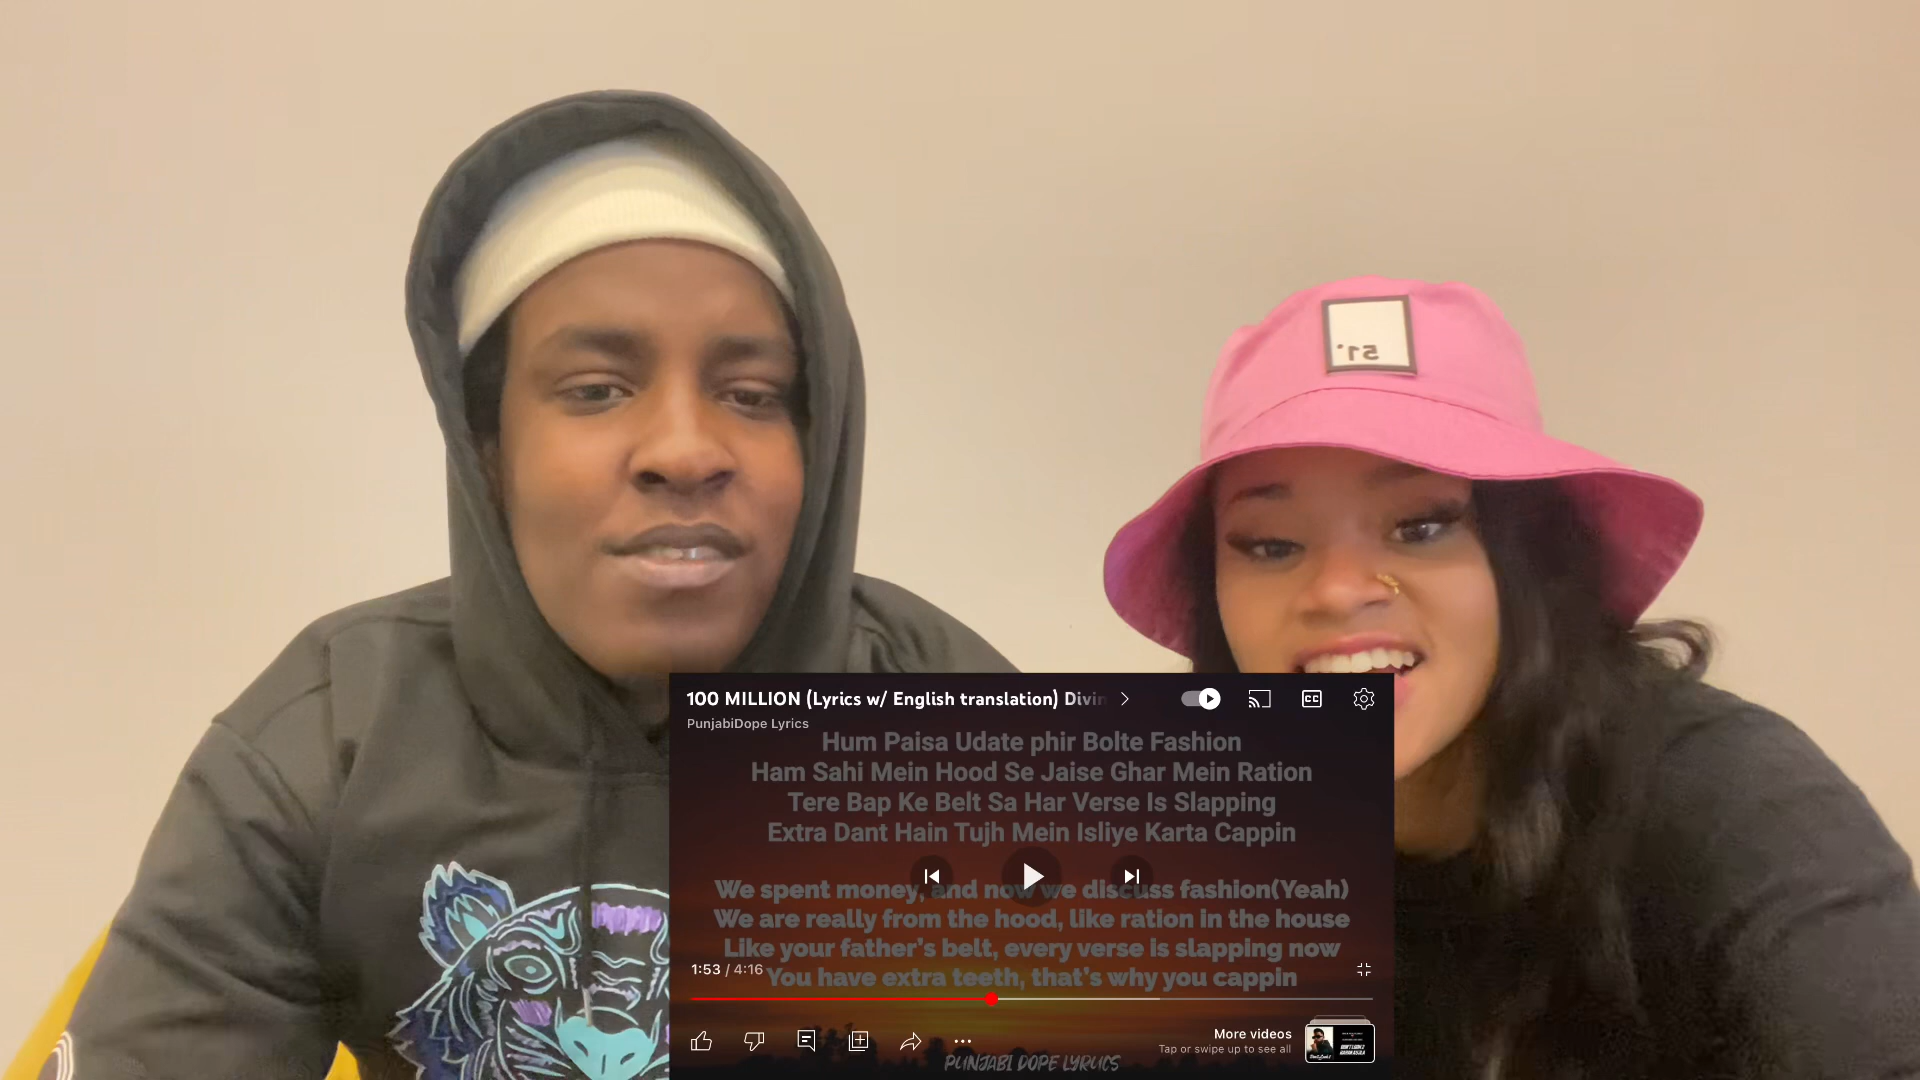 51°
100 MILLION (Lyrics w/ English translation) Divin
PunjabiDope Lyrics
Hum Paisa Udate phir Bolte Fashion
Ham Sahi Mein Hood Se Jaise Ghar Mein Ration
Tere Bap Ke Belt Sa Har Verse Is Slapping
Extra Dant Hain Tujh Mein Isliye Karta Cappin
We spent money, and now we discuss fashion(Yeah)
We are really from the hood, like ration in the house
Like your father's belt, every verse is slapping now
1:53 / 4:16
You have extra teeth, that's why you cappin
More videos
Tap or swipe up to see all
PUNJABI DOPE LYRICS